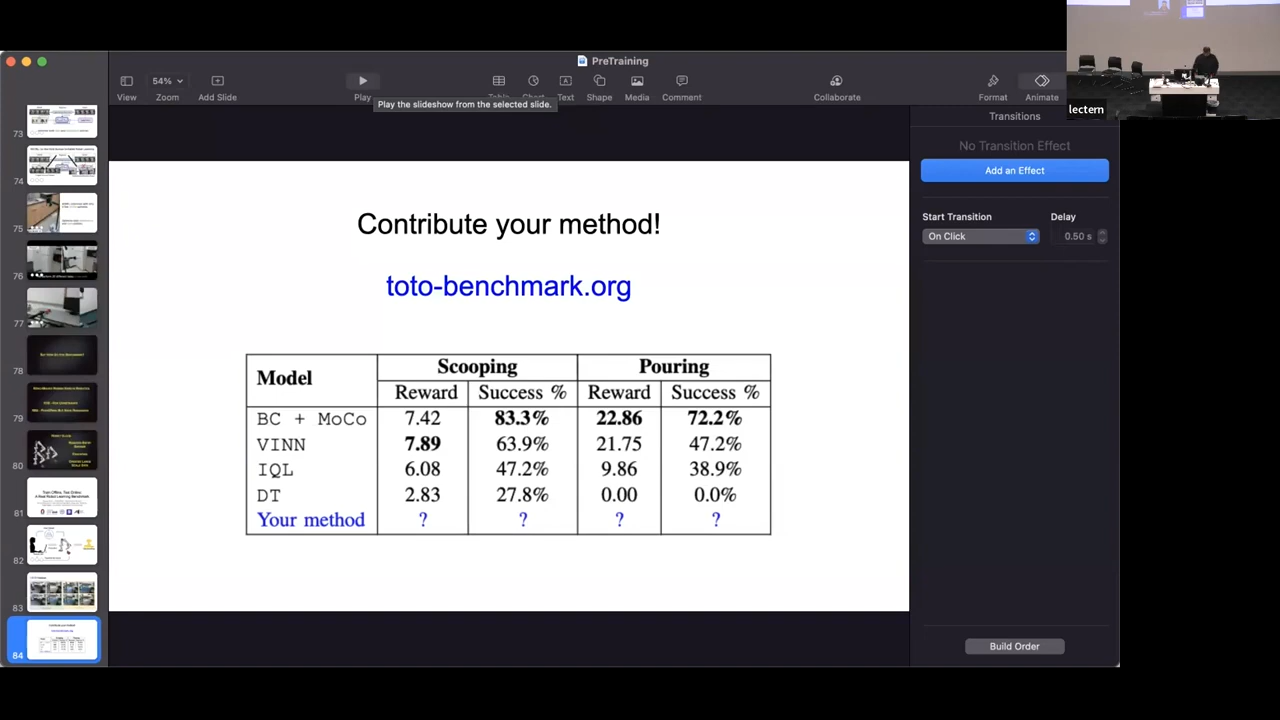 PreTraining
54%
View
Zoom
Add Slide
Play
Table
Chart
Text
Shape
Media
Comment
Collaborate
Format
Animate
Play the slideshow from the selected slide.
lectern
Transitions
No Transition Effect
Add an Effect
Start Transition
Delay
On Click
0.50 s
Build Order
73
74
75
76
77
78
79
80
81
82
83
84
Contribute your method!
toto-benchmark.org
Model Scooping Pouring
Reward Success % Reward Success %
BC + MoCo 7.42 83.3% 22.86 72.2%
VINN 7.89 63.9% 21.75 47.2%
IQL 6.08 47.2% 9.86 38.9%
DT 2.83 27.8% 0.00 0.0%
Your method ? ? ? ?